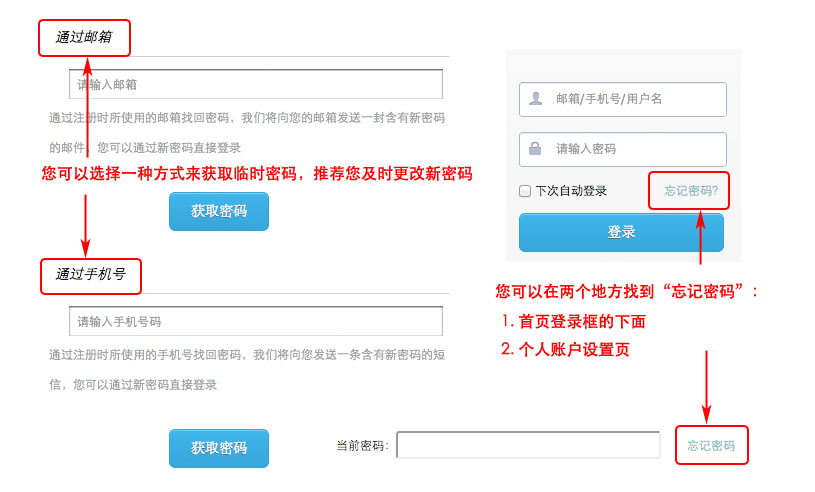 通过邮箱
请输入邮箱
通过注册时所使用的邮箱找回密码，我们将向您的邮箱发送一封含有新密码
的邮件，您可以通过新密码直接登录
您可以选择一种方式来获取临时密码，推荐您及时更改新密码
获取密码
通过手机号
请输入手机号码
通过注册时所使用的手机号找回密码，我们将向您发送一条含有新密码的短
信，您可以通过新密码直接登录
获取密码
邮箱/手机号/用户名
请输入密码
下次自动登录
忘记密码?
登录
您可以在两个地方找到“忘记密码”：
1. 首页登录框的下面
2. 个人账户设置页
当前密码：
忘记密码